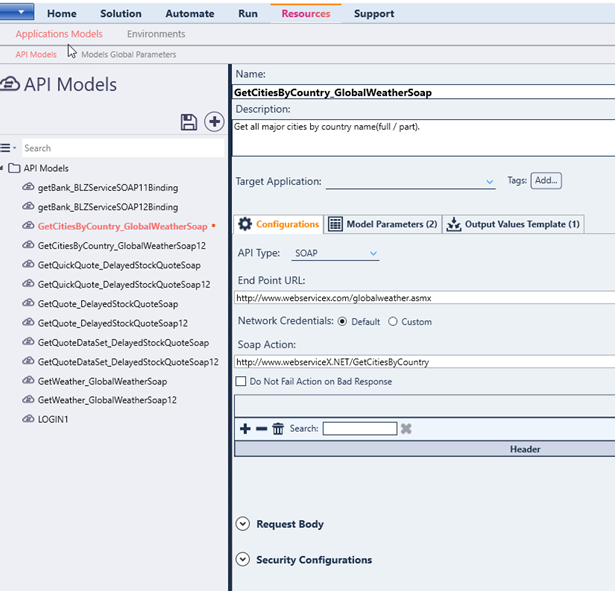 Home Solution Automate Run Resources Support
Applications Models Environments
API Models Models Global Parameters
API Models
Search
API Models
getBank_BLZServiceSOAP11Binding
getBank_BLZServiceSOAP12Binding
GetCitiesByCountry_GlobalWeatherSoap
GetCitiesByCountry_GlobalWeatherSoap12
GetQuickQuote_DelayedStockQuoteSoap
GetQuickQuote_DelayedStockQuoteSoap12
GetQuote_DelayedStockQuoteSoap
GetQuote_DelayedStockQuoteSoap12
GetQuoteDataSet_DelayedStockQuoteSoap
GetQuoteDataSet_DelayedStockQuoteSoap12
GetWeather_GlobalWeatherSoap
GetWeather_GlobalWeatherSoap12
LOGIN1
Name:
GetCitiesByCountry_GlobalWeatherSoap
Description:
Get all major cities by country name(full / part).
Target Application: Tags: Add...
Configurations Model Parameters (2) Output Values Template (1)
API Type: SOAP
End Point URL:
http://www.webservicex.com/globalweather.asmx
Network Credentials: Default Custom
Soap Action:
http://www.webserviceX.NET/GetCitiesByCountry
Do Not Fail Action on Bad Response
Search:
Header
Request Body
Security Configurations